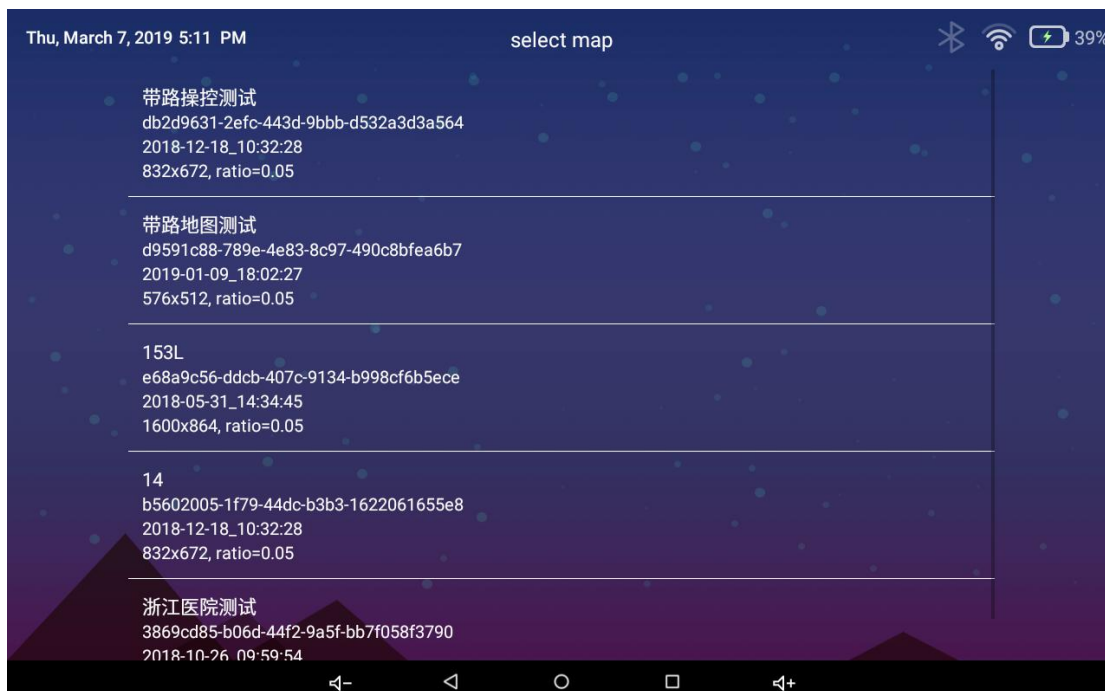 Thu, March 7, 2019 5:11 PM
select map
39%
带路操控测试
db2d9631-2efc-443d-9bbb-d532a3d3a564
2018-12-18_10:32:28
832x672, ratio=0.05
带路地图测试
d9591c88-789e-4e83-8c97-490c8bfea6b7
2019-01-09_18:02:27
576x512, ratio=0.05
153L
e68a9c56-ddcb-407c-9134-b998cf6b5ece
2018-05-31_14:34:45
1600x864, ratio=0.05
14
b5602005-1f79-44dc-b3b3-1622061655e8
2018-12-18_10:32:28
832x672, ratio=0.05
浙江医院测试
3869cd85-b06d-44f2-9a5f-bb7f058f3790
2018-10-26_09:59:54